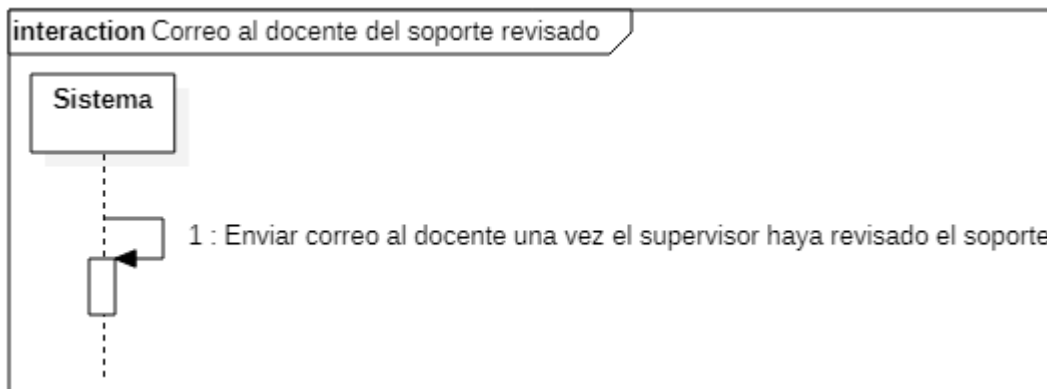 interaction Correo al docente del soporte revisado
Sistema
1 : Enviar correo al docente una vez el supervisor haya revisado el soporte